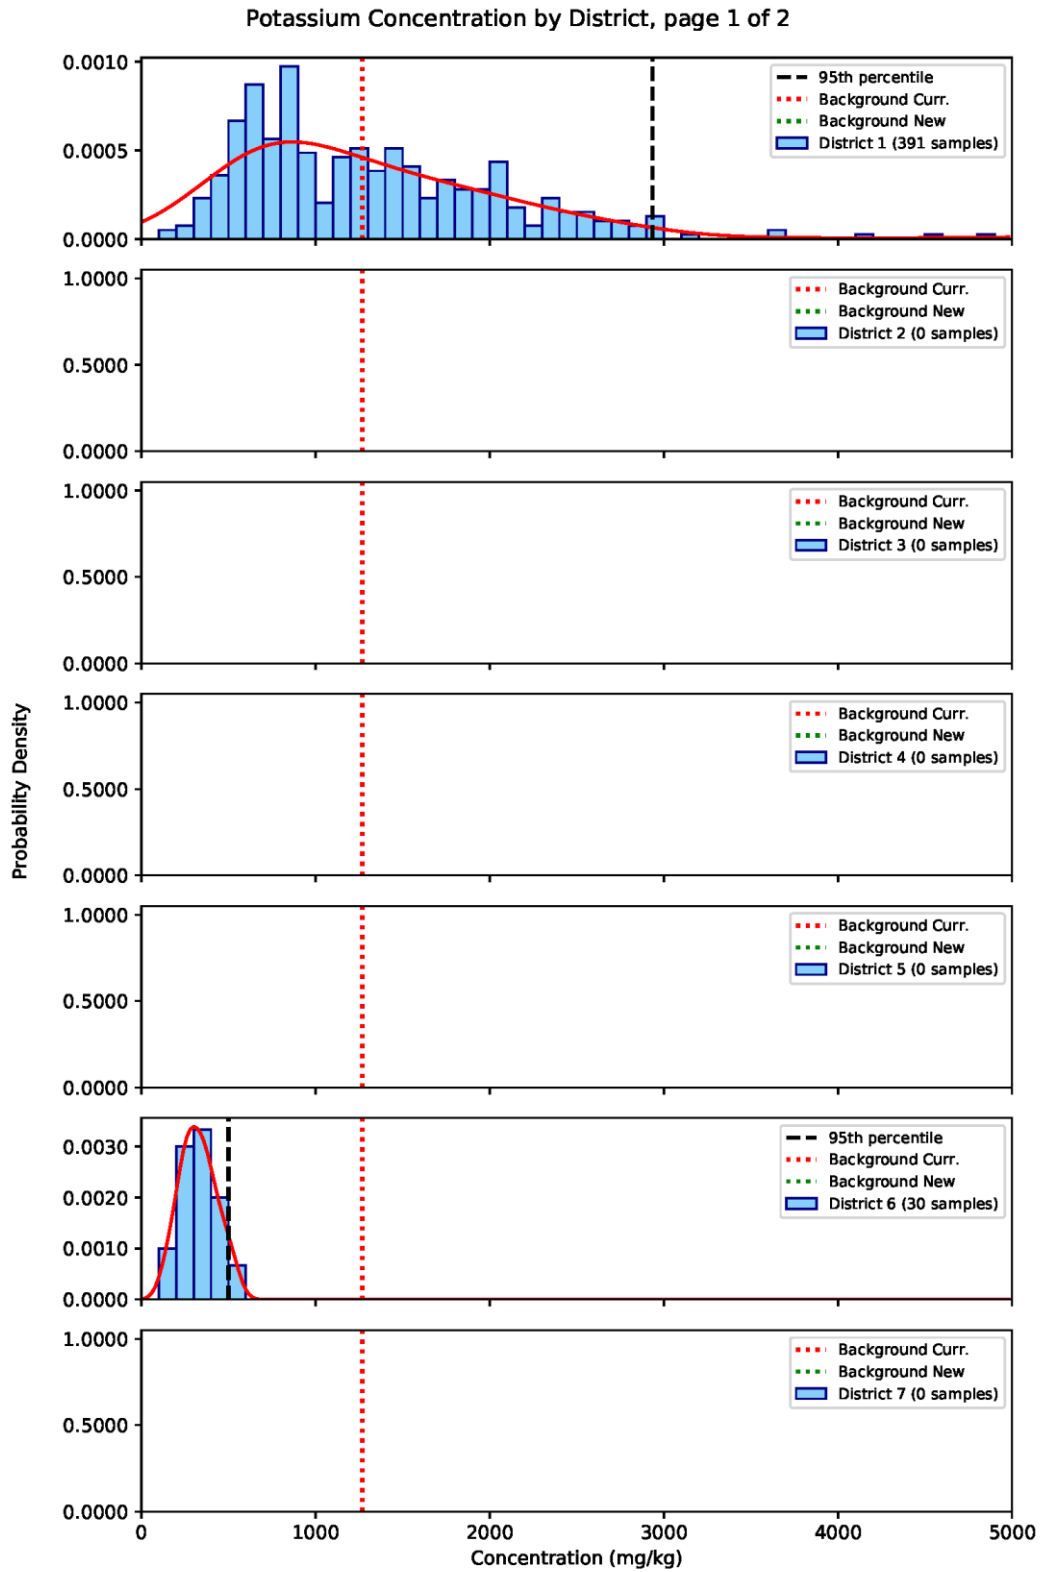 Potassium Concentration by District, page 1 of 2
0.0010
0.0005
0.0000
95th percentile
Background Curr.
Background New
District 1 (391 samples)
1.0000
0.5000
0.0000
Background Curr.
Background New
District 2 (0 samples)
1.0000
0.5000
0.0000
Background Curr.
Background New
District 3 (0 samples)
Probability Density
1.0000
0.5000
0.0000
Background Curr.
Background New
District 4 (0 samples)
1.0000
0.5000
0.0000
Background Curr.
Background New
District 5 (0 samples)
0.0030
0.0020
0.0010
0.0000
95th percentile
Background Curr.
Background New
District 6 (30 samples)
1.0000
0.5000
0.0000
Background Curr.
Background New
District 7 (0 samples)
0 1000 2000 3000 4000 5000
Concentration (mg/kg)